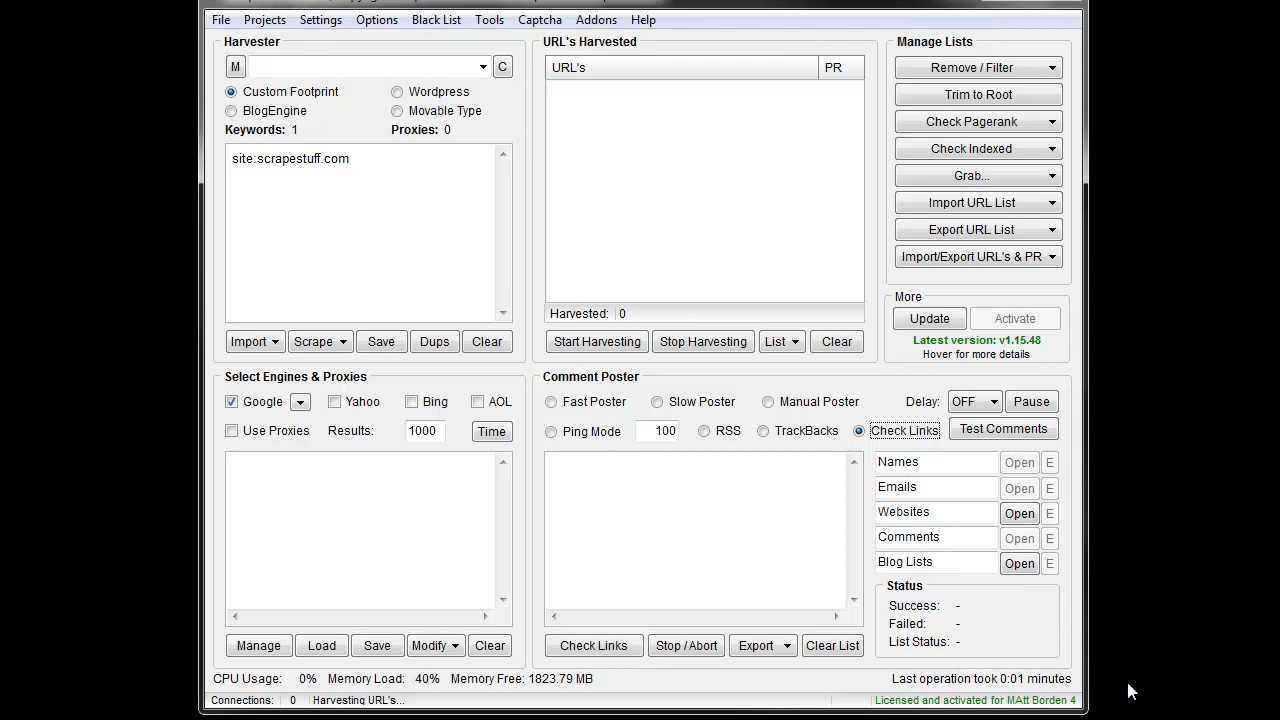 File Projects Settings Options Black List Tools Captcha Addons Help
Harvester
M C
Custom Footprint Wordpress
BlogEngine Movable Type
Keywords: 1 Proxies: 0
site:scrapestuff.com
Import Scrape Save Dups Clear
URL's Harvested
URL's PR
Harvested: 0
Start Harvesting Stop Harvesting List Clear
Manage Lists
Remove / Filter
Trim to Root
Check Pagerank
Check Indexed
Grab...
Import URL List
Export URL List
Import/Export URL's & PR
More
Update Activate
Latest version: v1.15.48
Hover for more details
Select Engines & Proxies
Google Yahoo Bing AOL
Use Proxies Results: 1000 Time
Manage Load Save Modify Clear
Comment Poster
Fast Poster Slow Poster Manual Poster Delay: OFF Pause
Ping Mode 100 RSS TrackBacks Check Links Test Comments
Names Open E
Emails Open E
Websites Open E
Comments Open E
Blog Lists Open E
Status
Success: -
Failed: -
List Status: -
Check Links Stop / Abort Export Clear List
CPU Usage: 0% Memory Load: 40% Memory Free: 1823.79 MB Last operation took 0:01 minutes
Connections: 0 Harvesting URL's... Licensed and activated for MAtt Borden 4